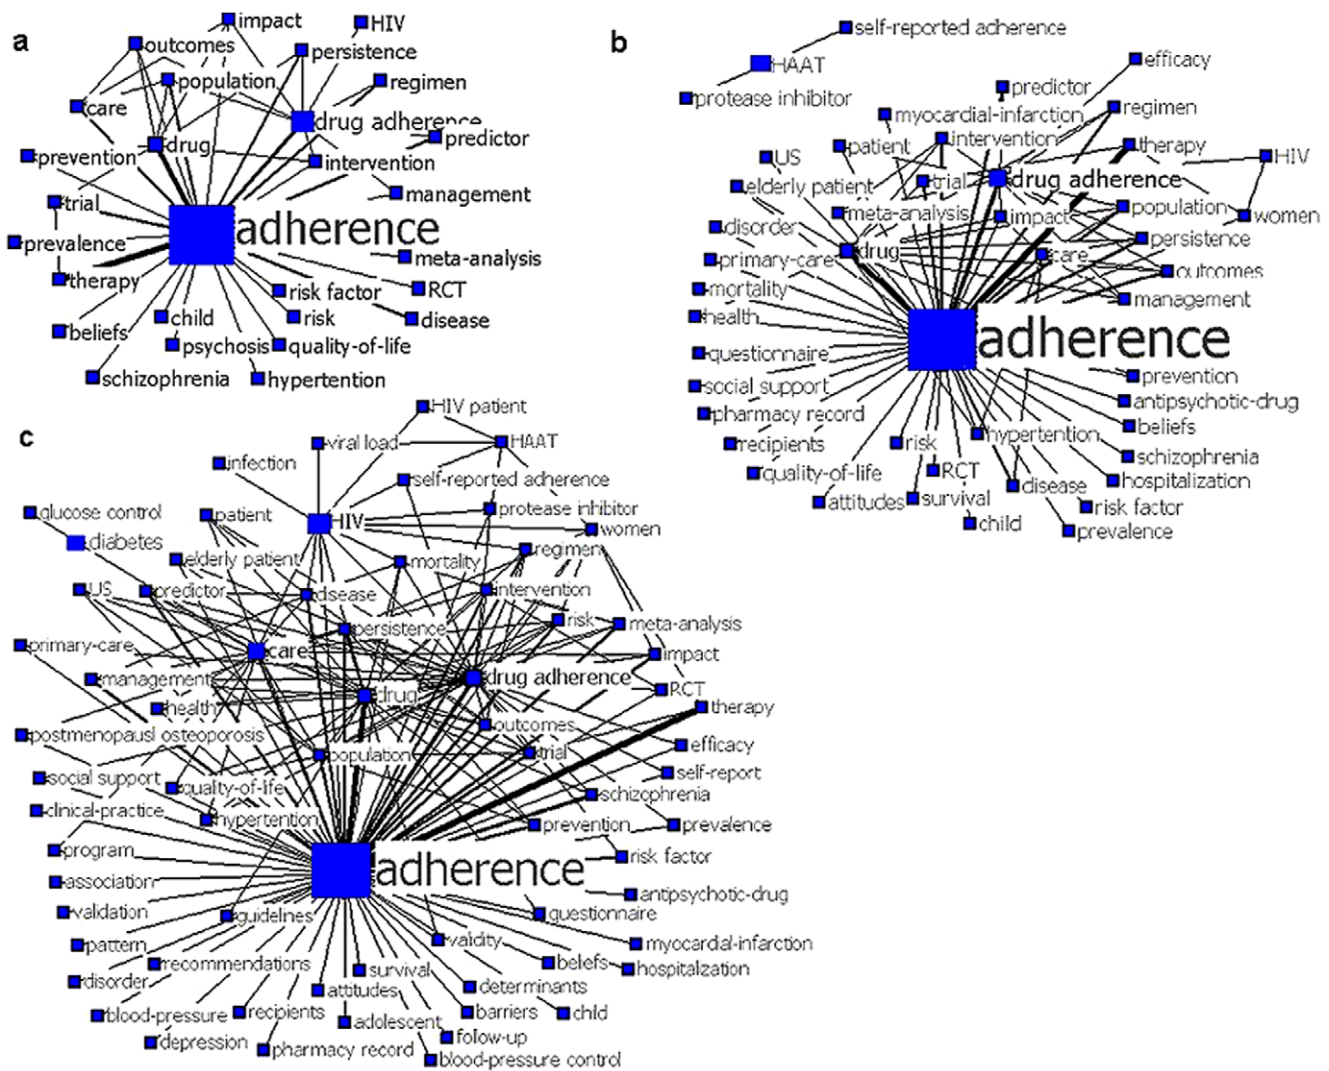 a
impact
HIV
outcomes
persistence
population
regimen
care
drug adherence
predictor
drug
prevention
intervention
management
trial
adherence
prevalence
meta-analysis
therapy
risk factor
RCT
child
risk
disease
beliefs
psychosis
quality-of-life
schizophrenia
hypertention
b
self-reported adherence
HAAT
efficacy
protease inhibitor
predictor
myocardial-infarction
regimen
intervention
patient
therapy
US
HIV
elderly patient
trial
drug adherence
meta-analysis
impact
population
women
disorder
persistence
primary-care
drug
care
outcomes
mortality
management
health
adherence
questionnaire
prevention
social support
antipsychotic-drug
pharmacy record
beliefs
recipients
risk
hypertention
schizophrenia
quality-of-life
RCT
hospitalization
attitudes
survival
disease
risk factor
child
prevalence
c
HIV patient
viral load
HAAT
infection
self-reported adherence
glucose control
patient
HIV
protease inhibitor
women
diabetes
elderly patient
mortality
regimen
US
predictor
disease
intervention
persistence
risk
meta-analysis
primary-care
care
impact
management
drug adherence
RCT
health
drug
therapy
postmenopausl osteoporosis
outcomes
population
trial
efficacy
social support
quality-of-life
self-report
schizophrenia
clinical-practice
hypertention
prevention
prevalence
program
risk factor
association
adherence
antipsychotic-drug
validation
guidelines
questionnaire
pattern
validity
myocardal-infarction
recommendations
survival
beliefs
hospitalization
disorder
attitudes
determinants
blood-pressure
recipients
adolescent
barriers
chld
depression
pharmacy record
folow-up
blood-pressure control